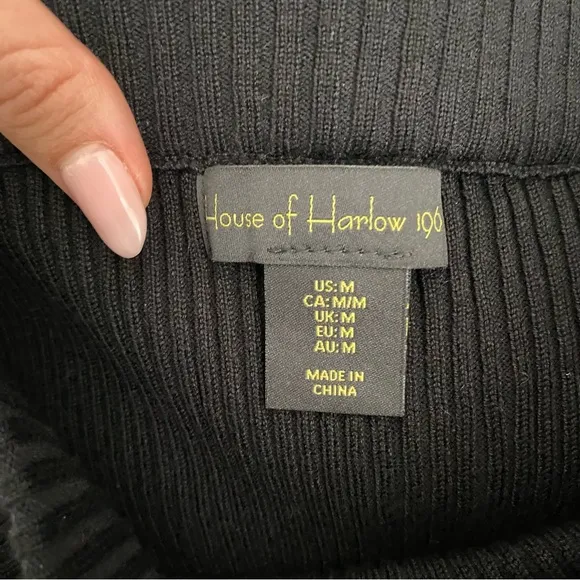 House of Harlow 196
US: M
CA: M/M
UK: M
EU: M
AU: M
MADE IN
CHINA